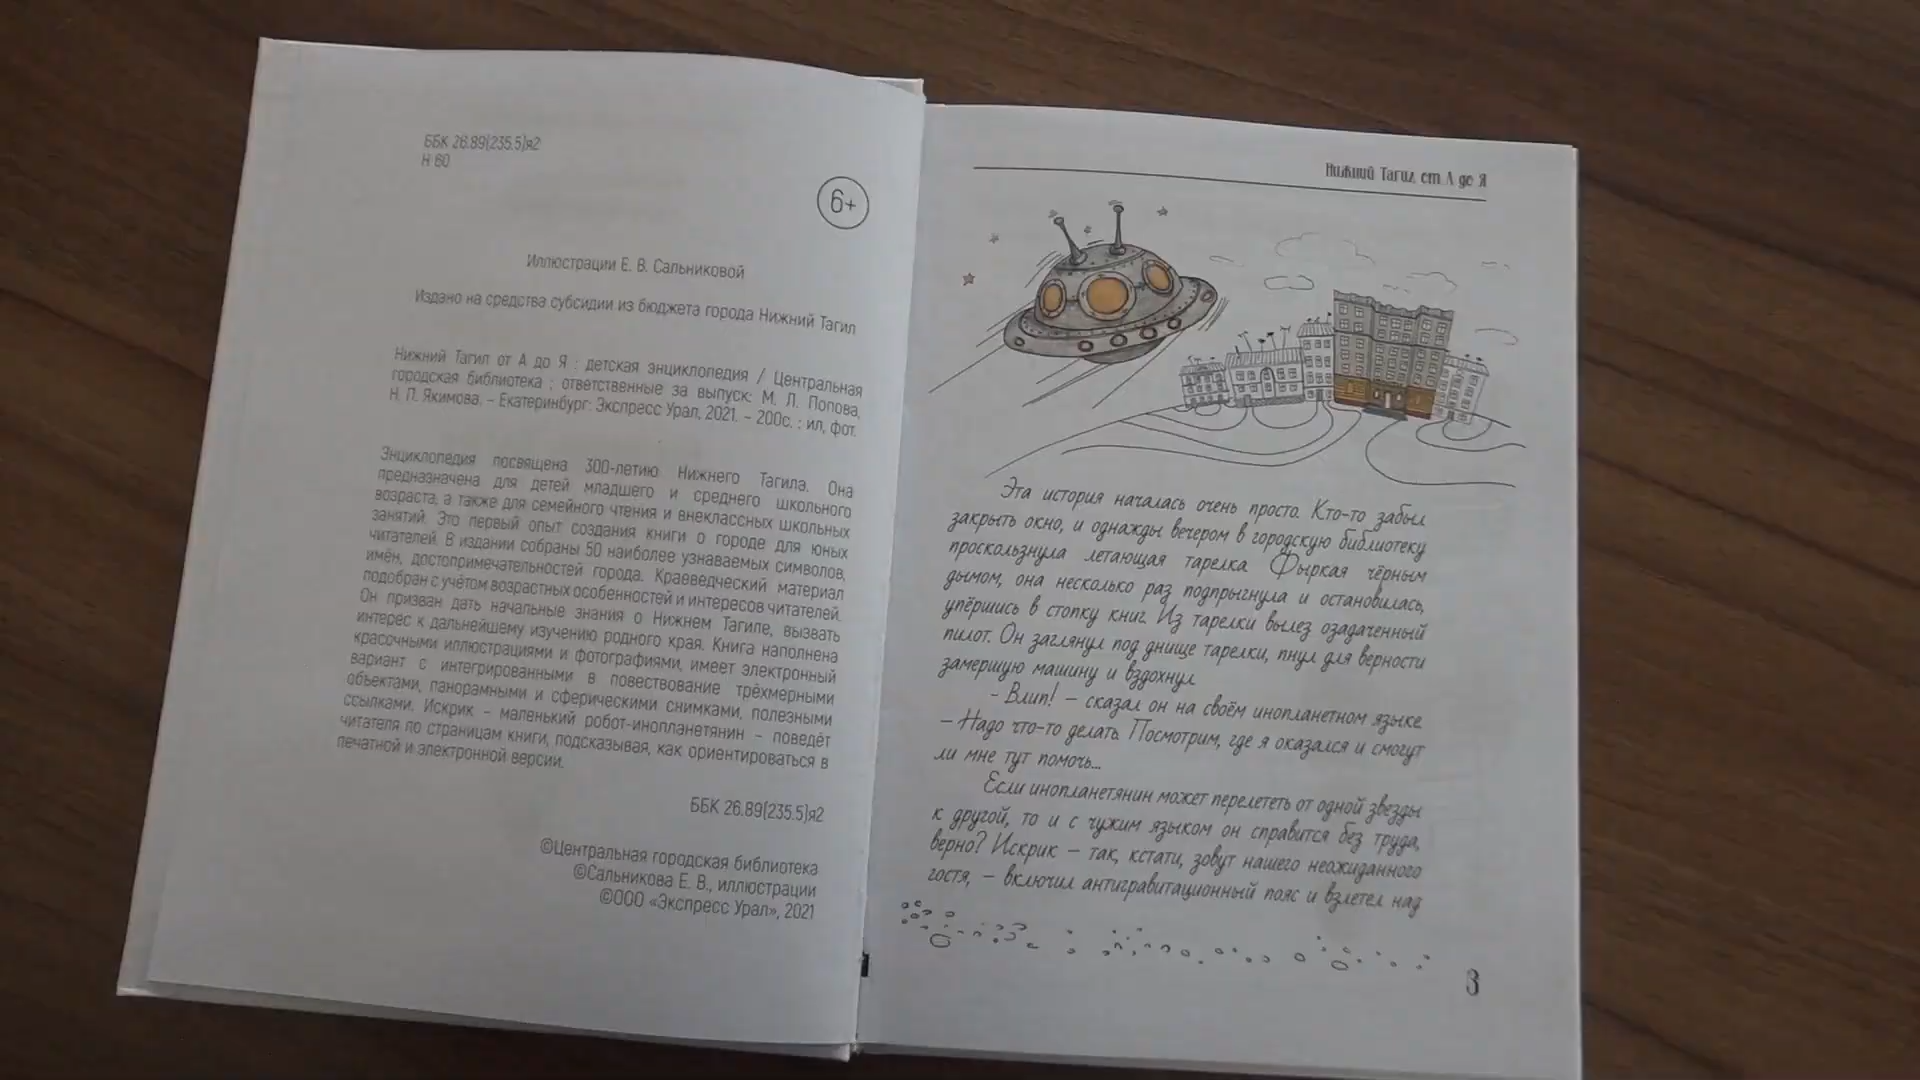 ББК 26.89(235.5)я2
Н 60
6+
Иллюстрации Е. В. Сальниковой
Издано на средства субсидии из бюджета города Нижний Тагил
Нижний Тагил от А до Я : детская энциклопедия / Центральная
городская библиотека ; ответственные за выпуск: М. Л. Попова,
Н. П. Якимова. – Екатеринбург: Экспресс Урал, 2021. – 200с. : ил, фот.
Энциклопедия посвящена 300-летию Нижнего Тагила. Она
предназначена для детей младшего и среднего школьного
возраста, а также для семейного чтения и внеклассных школьных
занятий. Это первый опыт создания книги о городе для юных
читателей. В издании собраны 50 наиболее узнаваемых символов,
имён, достопримечательностей города. Краеведческий материал
подобран с учётом возрастных особенностей и интересов читателей.
Он призван дать начальные знания о Нижнем Тагиле, вызвать
интерес к дальнейшему изучению родного края. Книга наполнена
красочными иллюстрациями и фотографиями, имеет электронный
вариант с интегрированными в повествование трёхмерными
объектами, панорамными и сферическими снимками, полезными
ссылками. Искрик – маленький робот-инопланетянин – поведёт
читателя по страницам книги, подсказывая, как ориентироваться в
печатной и электронной версии.
ББК 26.89(235.5)я2
©Центральная городская библиотека
©Сальникова Е. В., иллюстрации
©ООО «Экспресс Урал», 2021
Нижний Тагил от А до Я
Эта история началась очень просто. Кто-то забыл
закрыть окно, и однажды вечером в городскую библиотеку
проскользнула летающая тарелка. Фыркая чёрным
дымом, она несколько раз подпрыгнула и остановилась,
упёршись в стопку книг. Из тарелки вылез озадаченный
пилот. Он заглянул под днище тарелки, пнул для верности
замершую машину и вздохнул.
– Влип! – сказал он на своём инопланетном языке.
– Надо что-то делать. Посмотрим, где я оказался и смогут
ли мне тут помочь...
Если инопланетянин может перелететь от одной звезды
к другой, то и с чужим языком он справится без труда,
верно? Искрик – так, кстати, зовут нашего неожиданного
гостя, – включил антигравитационный пояс и взлетел над
3